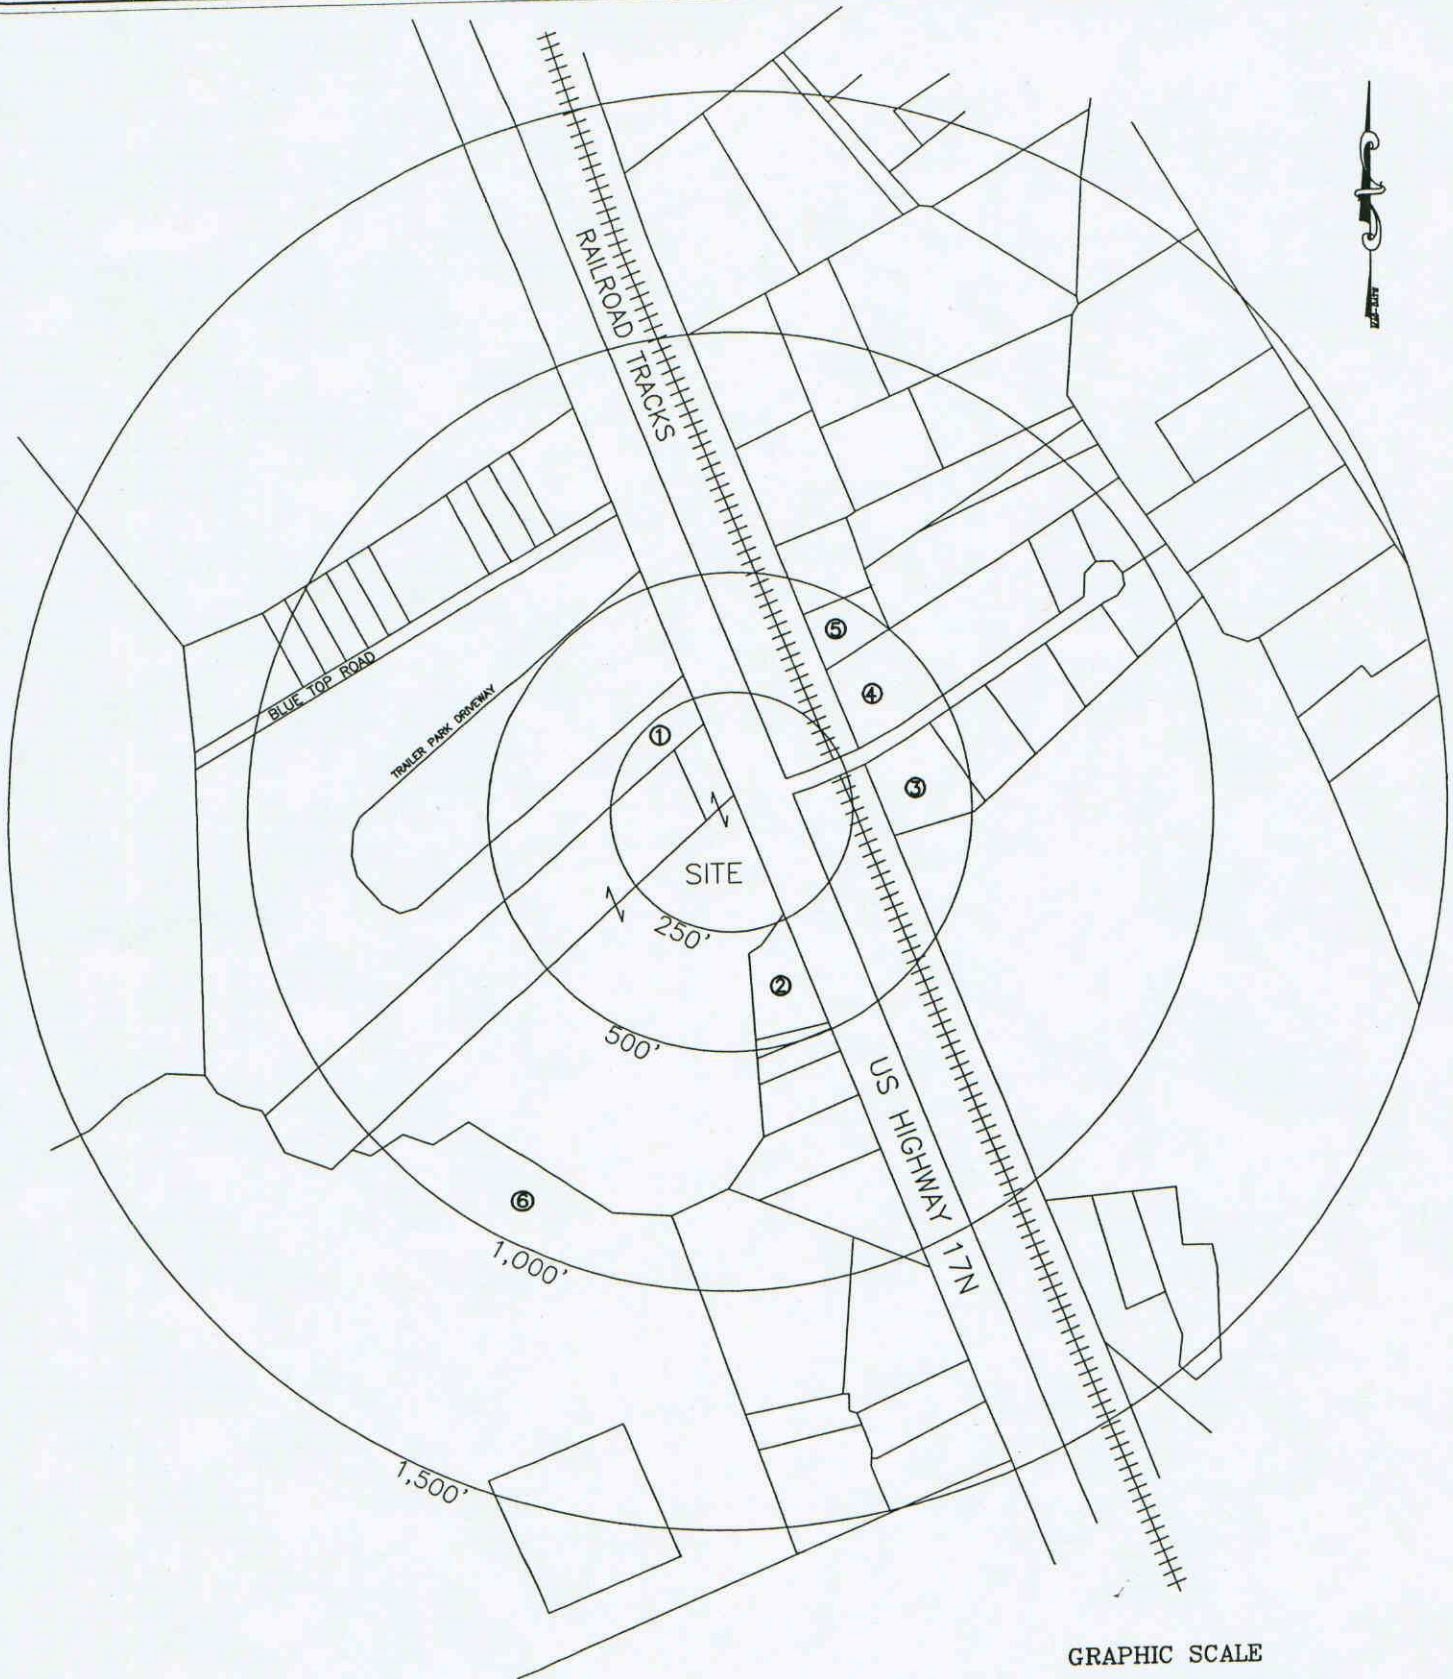 RAILROAD TRACKS
BLUE TOP ROAD
TRAILER PARK DRIVEWAY
⑤
④
①
③
SITE
250'
②
500'
US HIGHWAY 17N
⑥
1,000'
1,500'
GRAPHIC SCALE